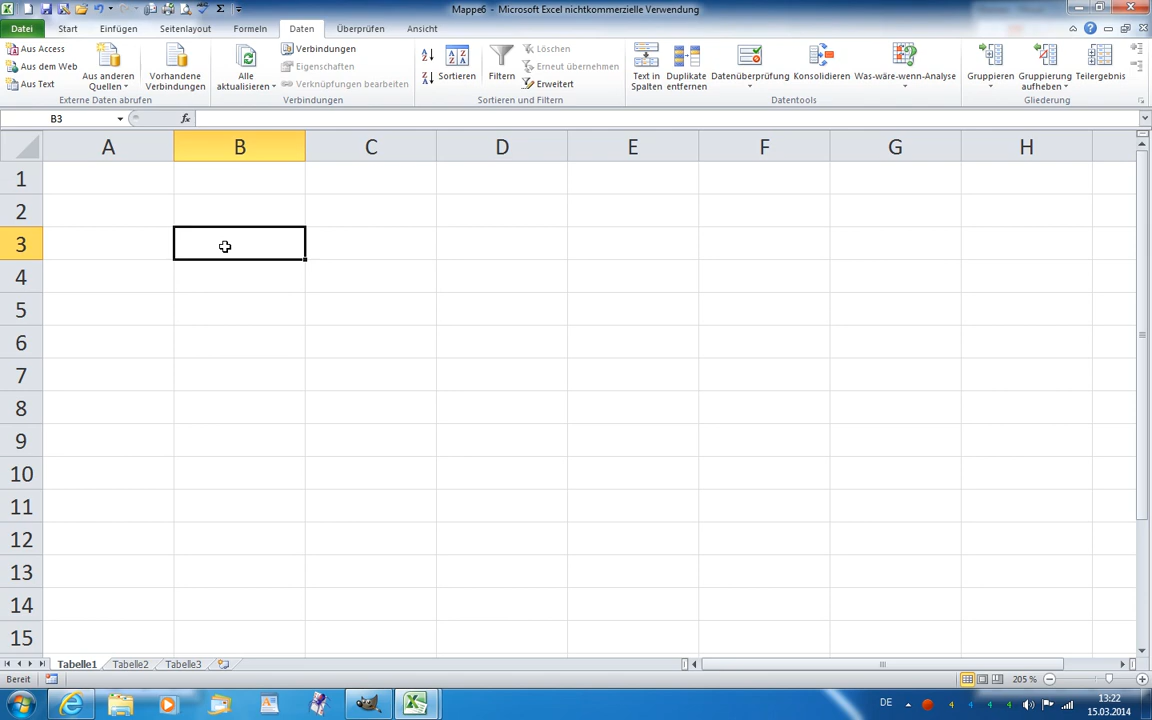 Mappe6 - Microsoft Excel nichtkommerzielle Verwendung
Datei Start Einfügen Seitenlayout Formeln Daten Überprüfen Ansicht
Aus Access
Aus dem Web
Aus Text
Aus anderen
Quellen
Vorhandene
Verbindungen
Externe Daten abrufen
Alle
aktualisieren
Verbindungen
Eigenschaften
Verknüpfungen bearbeiten
Verbindungen
Sortieren
Filtern
Löschen
Erneut übernehmen
Erweitert
Sortieren und Filtern
Text in
Spalten
Duplikate
entfernen
Datenüberprüfung
Konsolidieren
Was-wäre-wenn-Analyse
Datentools
Gruppieren
Gruppierung
aufheben
Teilergebnis
Gliederung
B3 fx
A B C D E F G H
1
2
3
4
5
6
7
8
9
10
11
12
13
14
15
Tabelle1 Tabelle2 Tabelle3
Bereit 205 %
DE 4 4 4 4 13:22
15.03.2014